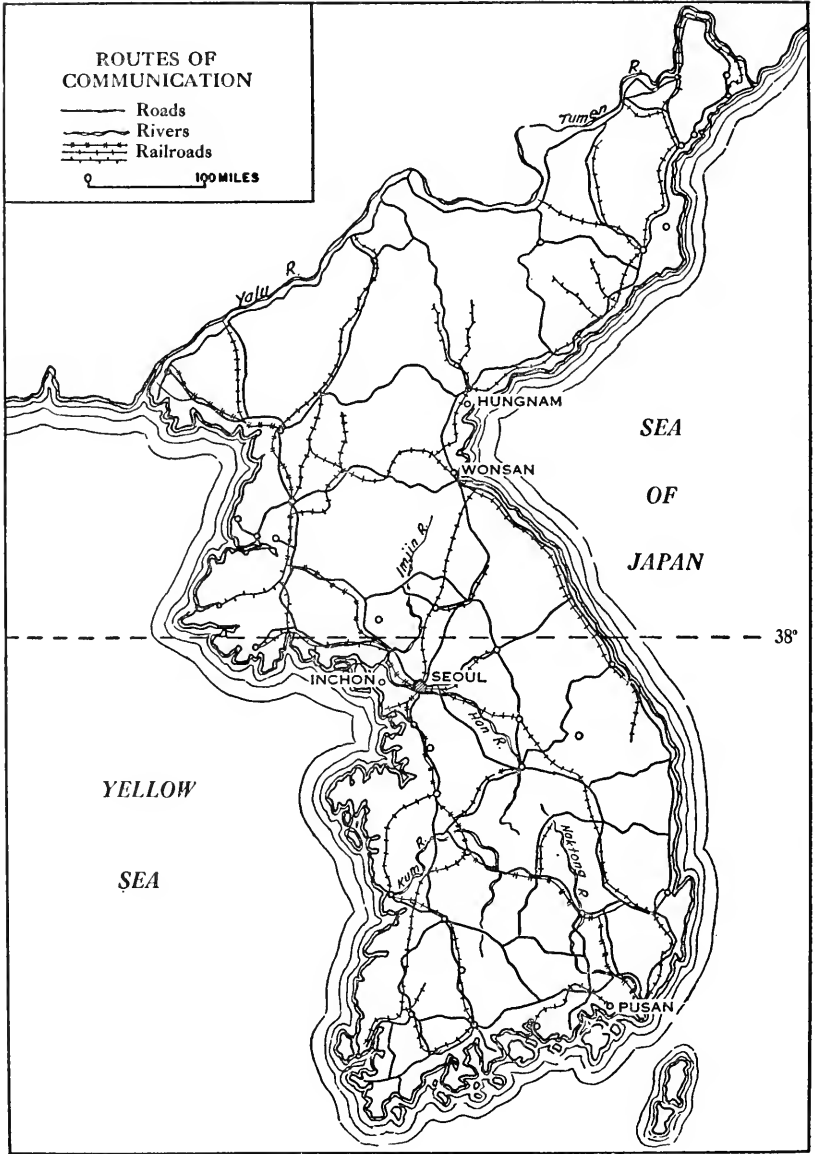 ROUTES OF
COMMUNICATION
Roads
Rivers
Railroads
100 MILES
Tumen R.
Yalu R.
HUNGNAM
WONSAN
SEA
OF
JAPAN
Imjin R.
38°
INCHON
SEOUL
Han R.
YELLOW
SEA
Kum R.
Naktong R.
PUSAN